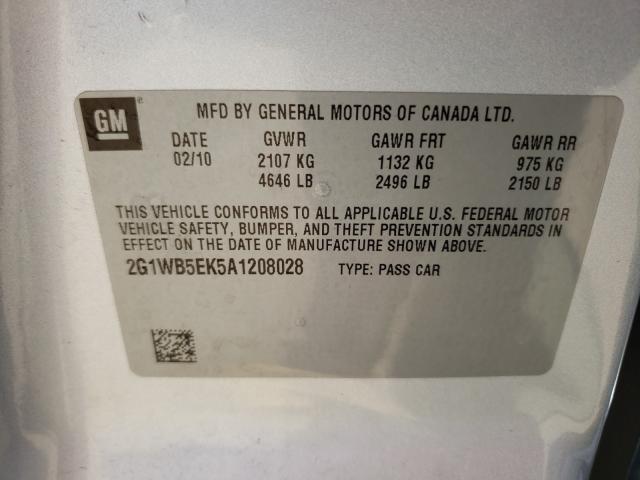 GM
MFD BY GENERAL MOTORS OF CANADA LTD.
DATE GVWR GAWR FRT GAWR RR
02/10 2107 KG 1132 KG 975 KG
4646 LB 2496 LB 2150 LB
THIS VEHICLE CONFORMS TO ALL APPLICABLE U.S. FEDERAL MOTOR
VEHICLE SAFETY, BUMPER, AND THEFT PREVENTION STANDARDS IN
EFFECT ON THE DATE OF MANUFACTURE SHOWN ABOVE.
2G1WB5EK5A1208028 TYPE: PASS CAR